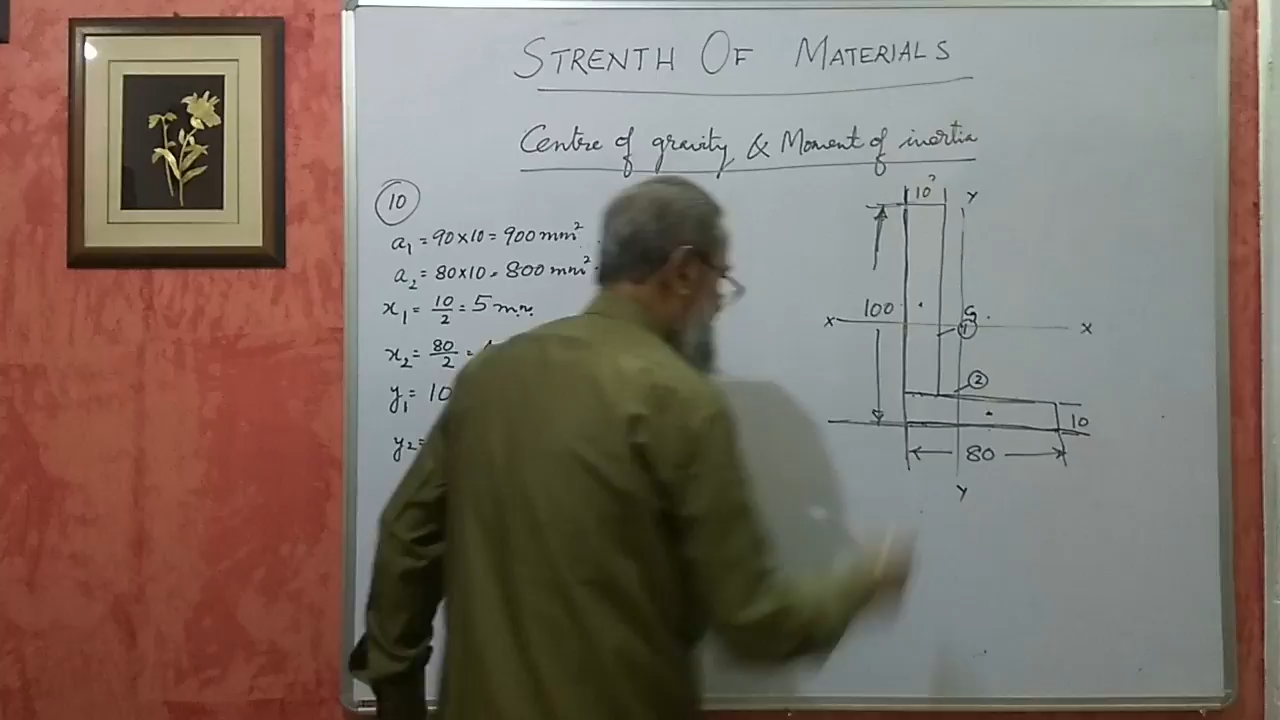 STRENTH OF MATERIALS
Centre of gravity & Moment of inertia
10
a₁ = 90×10 = 900 mm²
a₂ = 80×10 = 800 mm²
x₁ = 10/2 = 5 mm
x₂ = 80/2 =
y₁ = 10
y₂ =
10
Y
100
X
G
1
X
2
10
80
Y